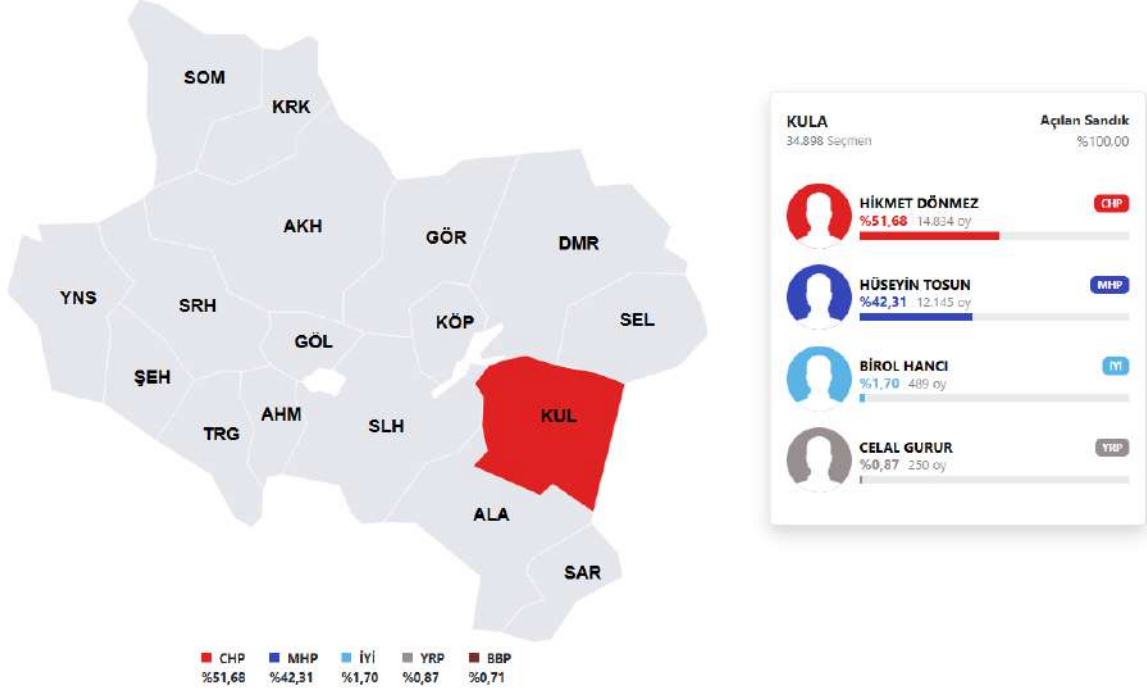 SOM
KRK
AKH
GÖR
DMR
YNS
SRH
KÖP
SEL
GÖL
ŞEH
AHM
TRG
SLH
KUL
ALA
SAR
CHP MHP İYİ YRP BBP
%51,68 %42,31 %1,70 %0,87 %0,71
KULA Açılan Sandık
34.898 Seçmen %100.00
HİKMET DÖNMEZ CHP
%51,68 14.834 oy
HÜSEYİN TOSUN MHP
%42,31 12.145 oy
BİROL HANCI İYİ
%1,70 489 oy
CELAL GURUR YRP
%0,87 250 oy